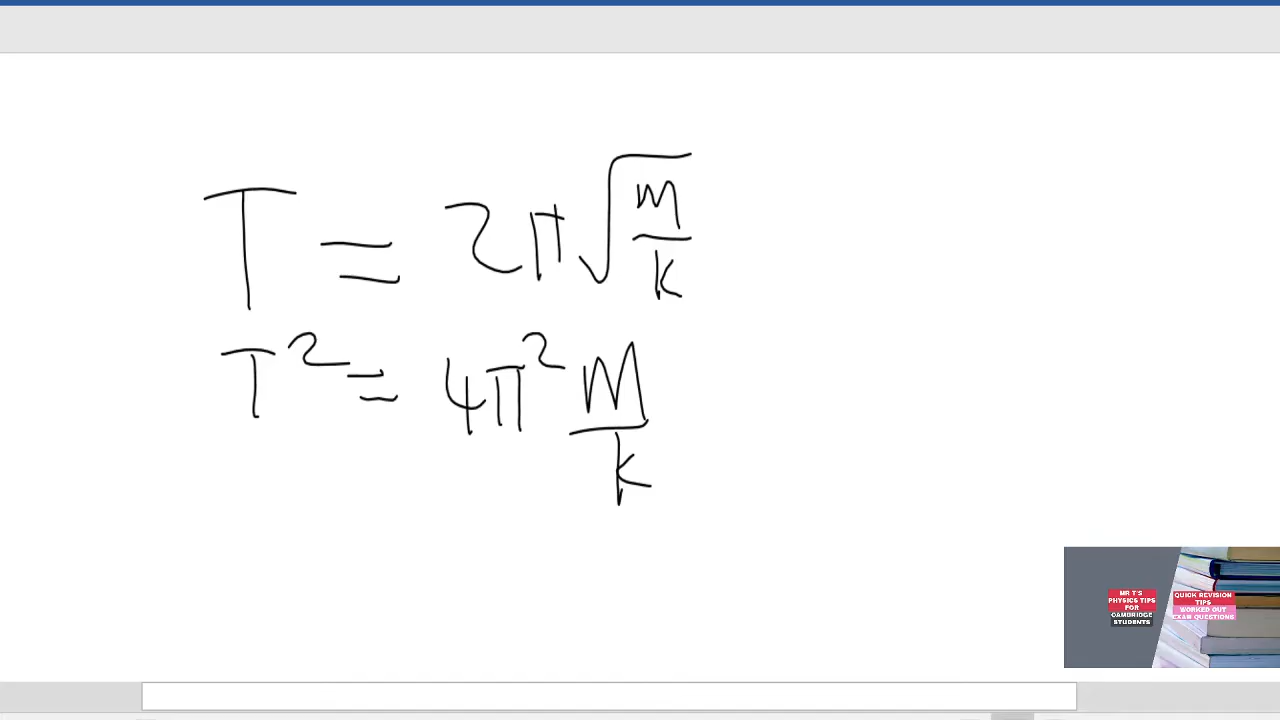 T = 2π√(m/k)
T² = 4π² m/k
MR T'S
PHYSICS TIPS
FOR
CAMBRIDGE
STUDENTS
QUICK REVISION
TIPS
WORKED OUT
EXAM QUESTIONS